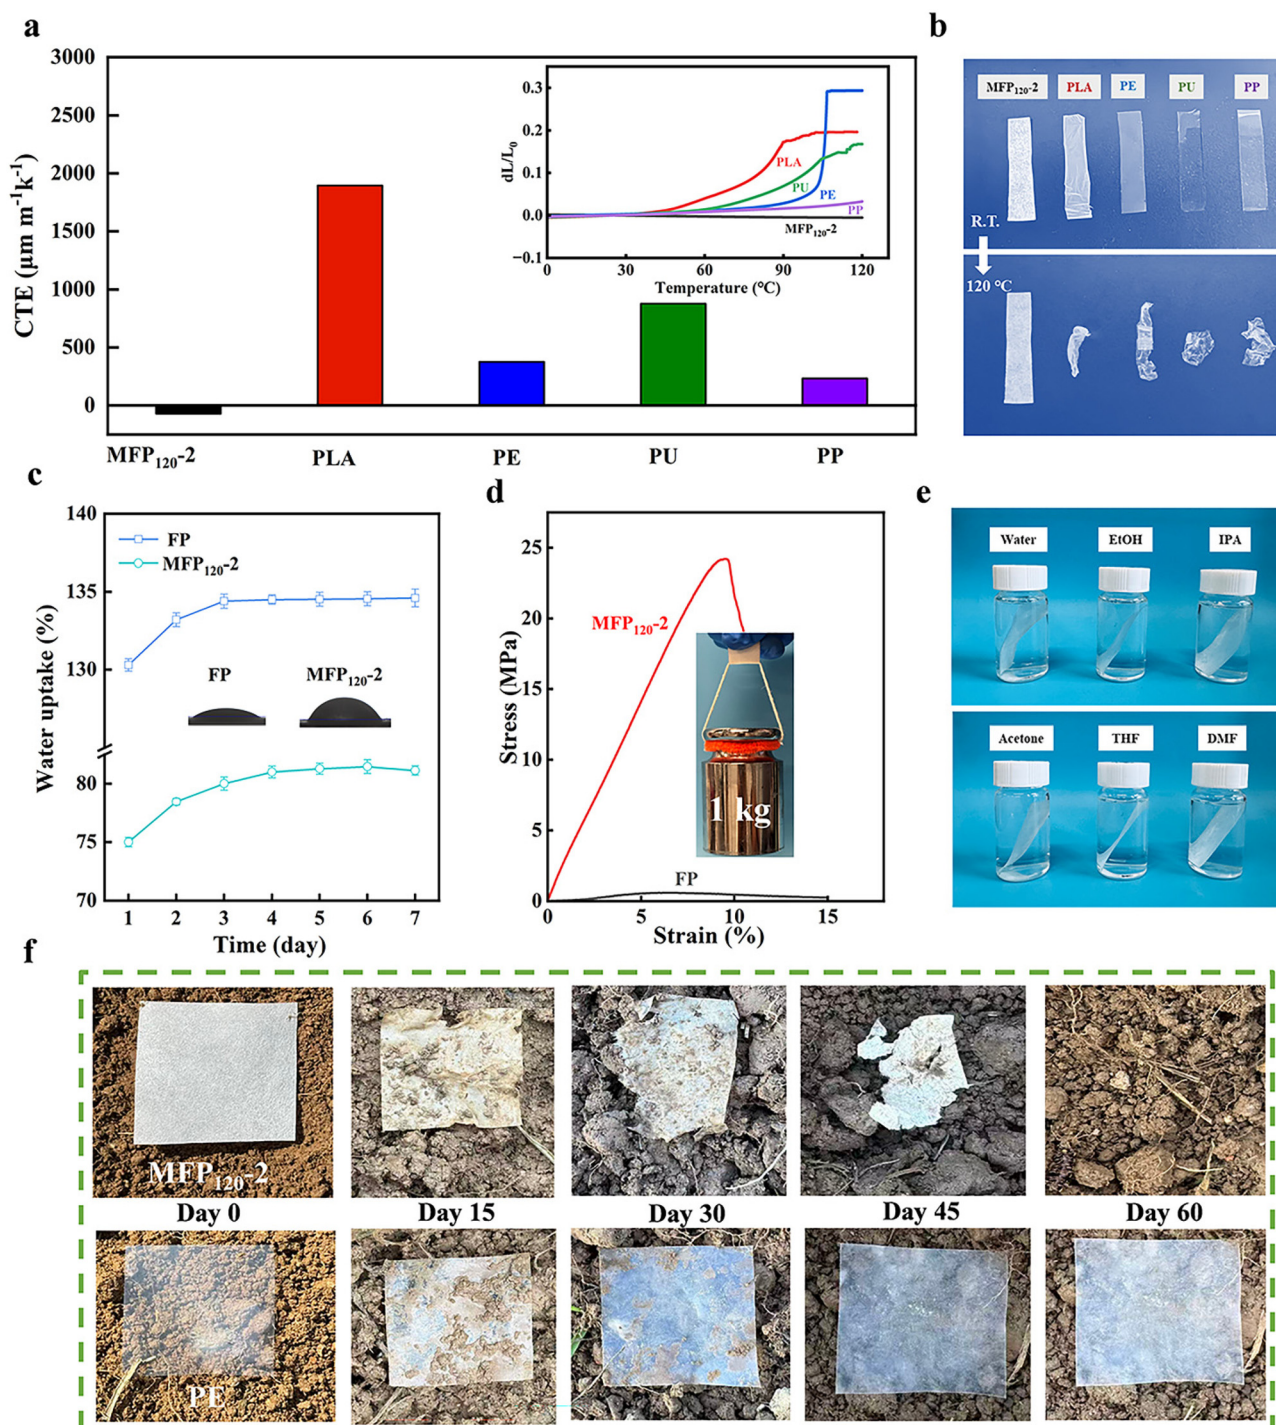 a
3000
2500
2000
1500
1000
500
0
CTE (μm m⁻¹k⁻¹)
MFP₁₂₀-2
PLA
PE
PU
PP
0.3
0.2
0.1
0.0
−0.1
dL/L₀
PLA
PU
PE
PP
MFP₁₂₀-2
0 30 60 90 120
Temperature (°C)
b
MFP₁₂₀-2 PLA PE PU PP
R.T.
120 °C
c
140
135
130
80
75
70
Water uptake (%)
FP
MFP₁₂₀-2
FP MFP₁₂₀-2
1 2 3 4 5 6 7
Time (day)
d
25
20
15
10
5
0
Stress (MPa)
MFP₁₂₀-2
1 kg
FP
0 5 10 15
Strain (%)
e
Water EtOH IPA
Acetone THF DMF
f
MFP₁₂₀-2
Day 0 Day 15 Day 30 Day 45 Day 60
PE